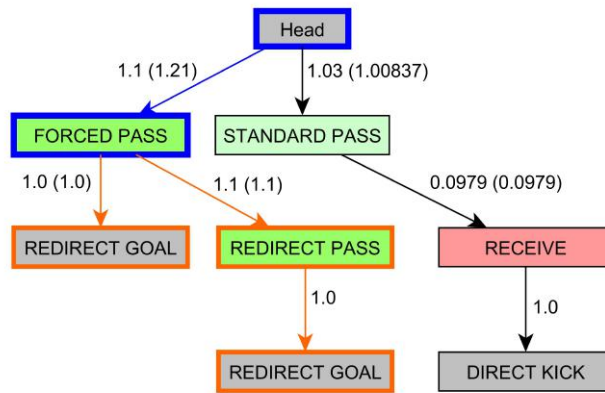 Head
1.1 (1.21)
1.03 (1.00837)
FORCED PASS
STANDARD PASS
1.0 (1.0)
1.1 (1.1)
0.0979 (0.0979)
REDIRECT GOAL
REDIRECT PASS
RECEIVE
1.0
1.0
REDIRECT GOAL
DIRECT KICK